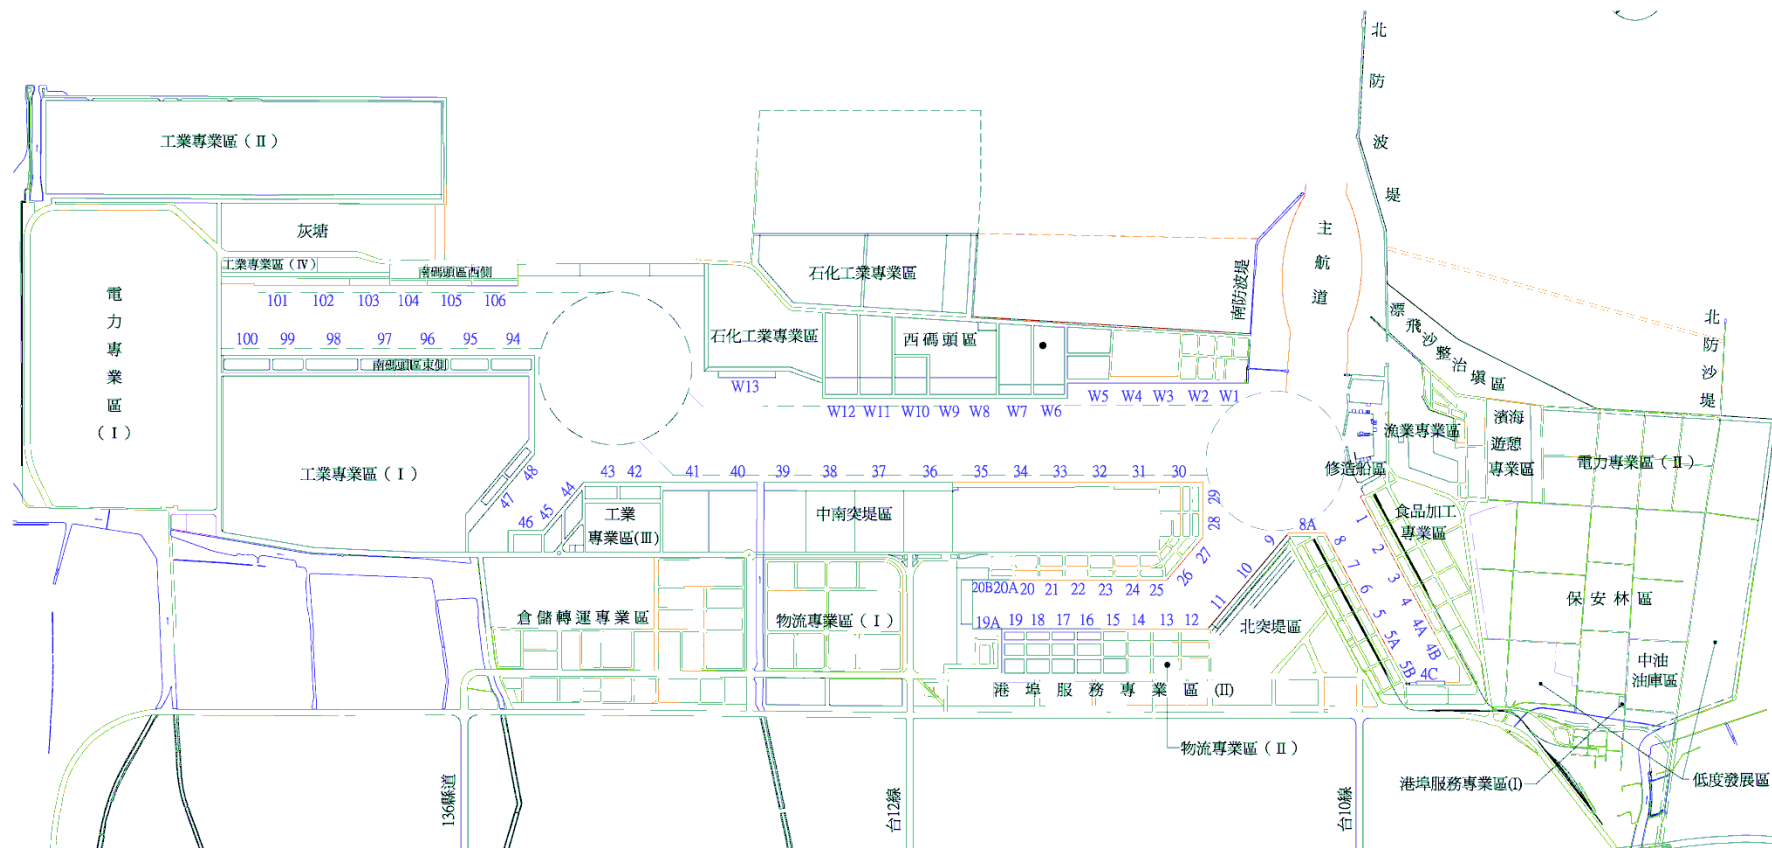 北防波堤
工業專業區（Ⅱ）
灰塘
工業專業區(Ⅳ)
南碼頭區西側
101 102 103 104 105 106
100 99 98 97 96 95 94
南碼頭區東側
電力專業區（Ⅰ）
工業專業區（Ⅰ）
石化工業專業區
石化工業專業區
西碼頭區
南防波堤
主航道
漂飛沙整治填區
北防沙堤
W13
W12 W11 W10 W9 W8 W7 W6 W5 W4 W3 W2 W1
漁業專業區
濱海
遊憩
專業區
電力專業區（Ⅱ）
修造船區
食品加工
專業區
48
47
46
45
44
43 42 41 40 39 38 37 36 35 34 33 32 31 30
29
28
27
26
工業
專業區(Ⅲ)
中南突堤區
20B 20A 20 21 22 23 24 25
19A 19 18 17 16 15 14 13 12
11
10
9
8A
8
7
6
5
5A
5B
1
2
3
4
4A
4B
4C
倉儲轉運專業區
物流專業區（Ⅰ）
北突堤區
港埠服務專業區(II)
物流專業區（Ⅱ）
保安林區
中油
油庫區
港埠服務專業區(I)
低度發展區
136縣道
台12線
台10線